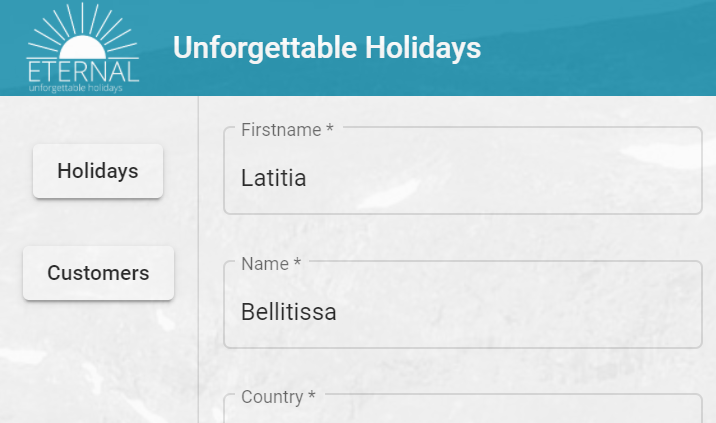 ETERNAL
unforgettable holidays
Unforgettable Holidays
Holidays
Customers
Firstname *
Latitia
Name *
Bellitissa
Country *